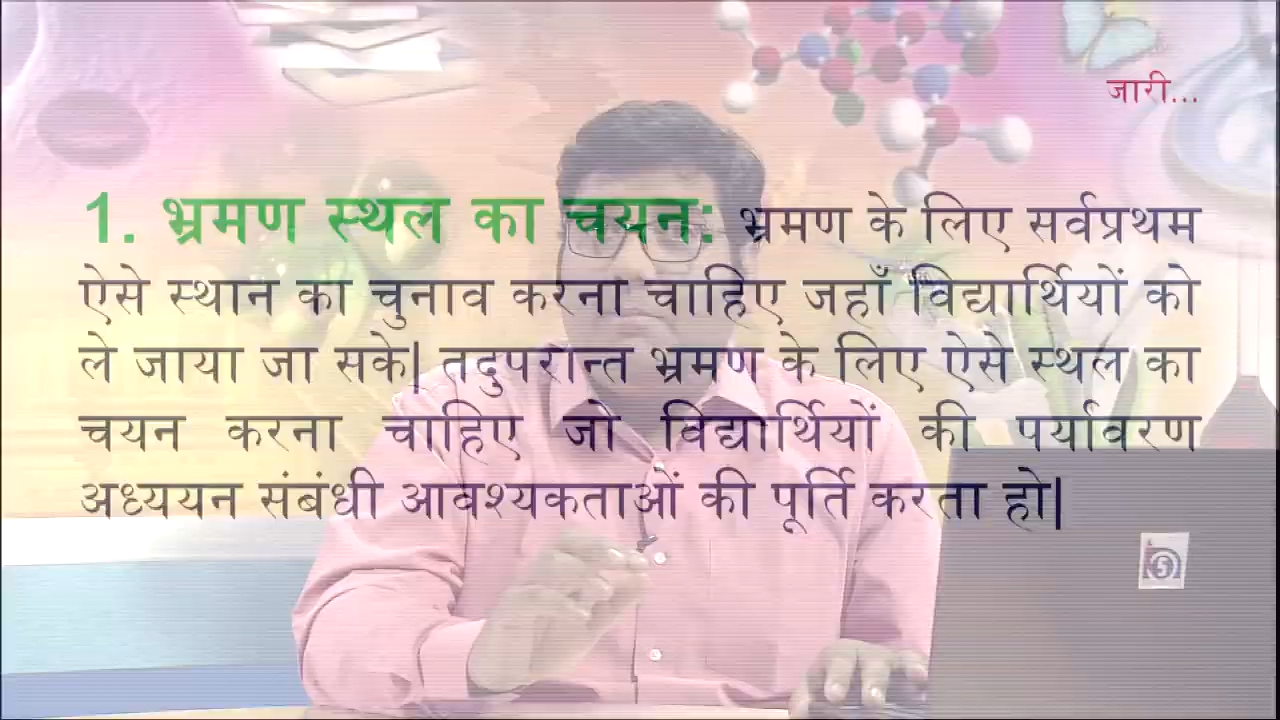 जारी...
1. भ्रमण स्थल का चयन: भ्रमण के लिए सर्वप्रथम
ऐसे स्थान का चुनाव करना चाहिए जहाँ विद्यार्थियों को
ले जाया जा सके| तदुपरान्त भ्रमण के लिए ऐसे स्थल का
चयन करना चाहिए जो विद्यार्थियों की पर्यावरण
अध्ययन संबंधी आवश्यकताओं की पूर्ति करता हो|